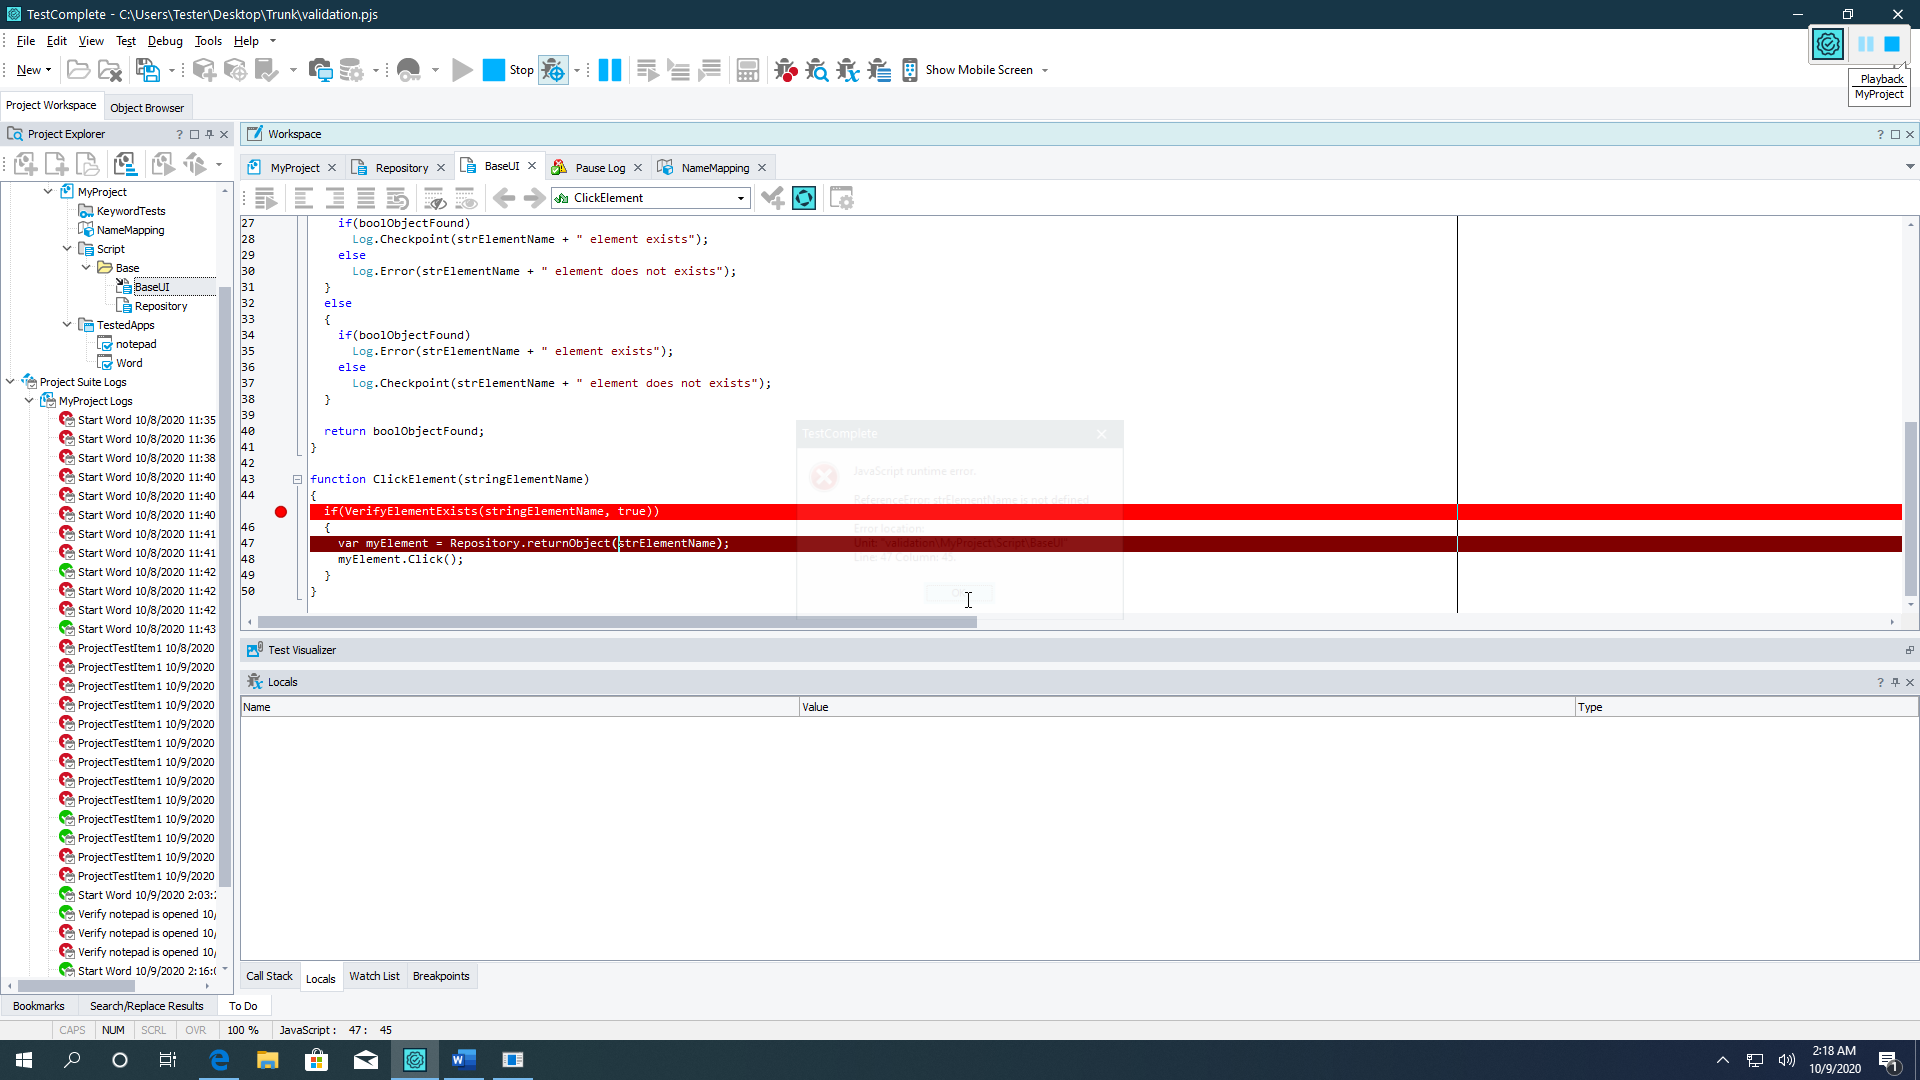 TestComplete - C:\Users\Tester\Desktop\Trunk\validation.pjs
File Edit View Test Debug Tools Help
New Stop Show Mobile Screen
Playback
MyProject
Project Workspace Object Browser
Project Explorer
Workspace
MyProject Repository BaseUI Pause Log NameMapping
ClickElement
MyProject
KeywordTests
NameMapping
Script
Base
BaseUI
Repository
TestedApps
notepad
Word
Project Suite Logs
MyProject Logs
Start Word 10/8/2020 11:35
Start Word 10/8/2020 11:36
Start Word 10/8/2020 11:38
Start Word 10/8/2020 11:40
Start Word 10/8/2020 11:40
Start Word 10/8/2020 11:40
Start Word 10/8/2020 11:41
Start Word 10/8/2020 11:41
Start Word 10/8/2020 11:42
Start Word 10/8/2020 11:42
Start Word 10/8/2020 11:42
Start Word 10/8/2020 11:43
ProjectTestItem1 10/8/2020
ProjectTestItem1 10/9/2020
ProjectTestItem1 10/9/2020
ProjectTestItem1 10/9/2020
ProjectTestItem1 10/9/2020
ProjectTestItem1 10/9/2020
ProjectTestItem1 10/9/2020
ProjectTestItem1 10/9/2020
ProjectTestItem1 10/9/2020
ProjectTestItem1 10/9/2020
ProjectTestItem1 10/9/2020
ProjectTestItem1 10/9/2020
ProjectTestItem1 10/9/2020
Start Word 10/9/2020 2:03:
Verify notepad is opened 10/
Verify notepad is opened 10/
Verify notepad is opened 10/
Start Word 10/9/2020 2:16:
27 if(boolObjectFound)
28 Log.Checkpoint(strElementName + " element exists");
29 else
30 Log.Error(strElementName + " element does not exists");
31 }
32 else
33 {
34 if(boolObjectFound)
35 Log.Error(strElementName + " element exists");
36 else
37 Log.Checkpoint(strElementName + " element does not exists");
38 }
39
40 return boolObjectFound;
41 }
42
43 function ClickElement(stringElementName)
44 {
if(VerifyElementExists(stringElementName, true))
46 {
47 var myElement = Repository.returnObject(strElementName);
48 myElement.Click();
49 }
50 }
TestComplete
JavaScript runtime error.
ReferenceError: strElementName is not defined
Error location:
Unit: "validation\MyProject\Script\BaseUI"
Line: 47 Column: 45.
Test Visualizer
Locals
Name Value Type
Call Stack Locals Watch List Breakpoints
Bookmarks Search/Replace Results To Do
CAPS NUM SCRL OVR 100 % JavaScript : 47 : 45
2:18 AM
10/9/2020
1